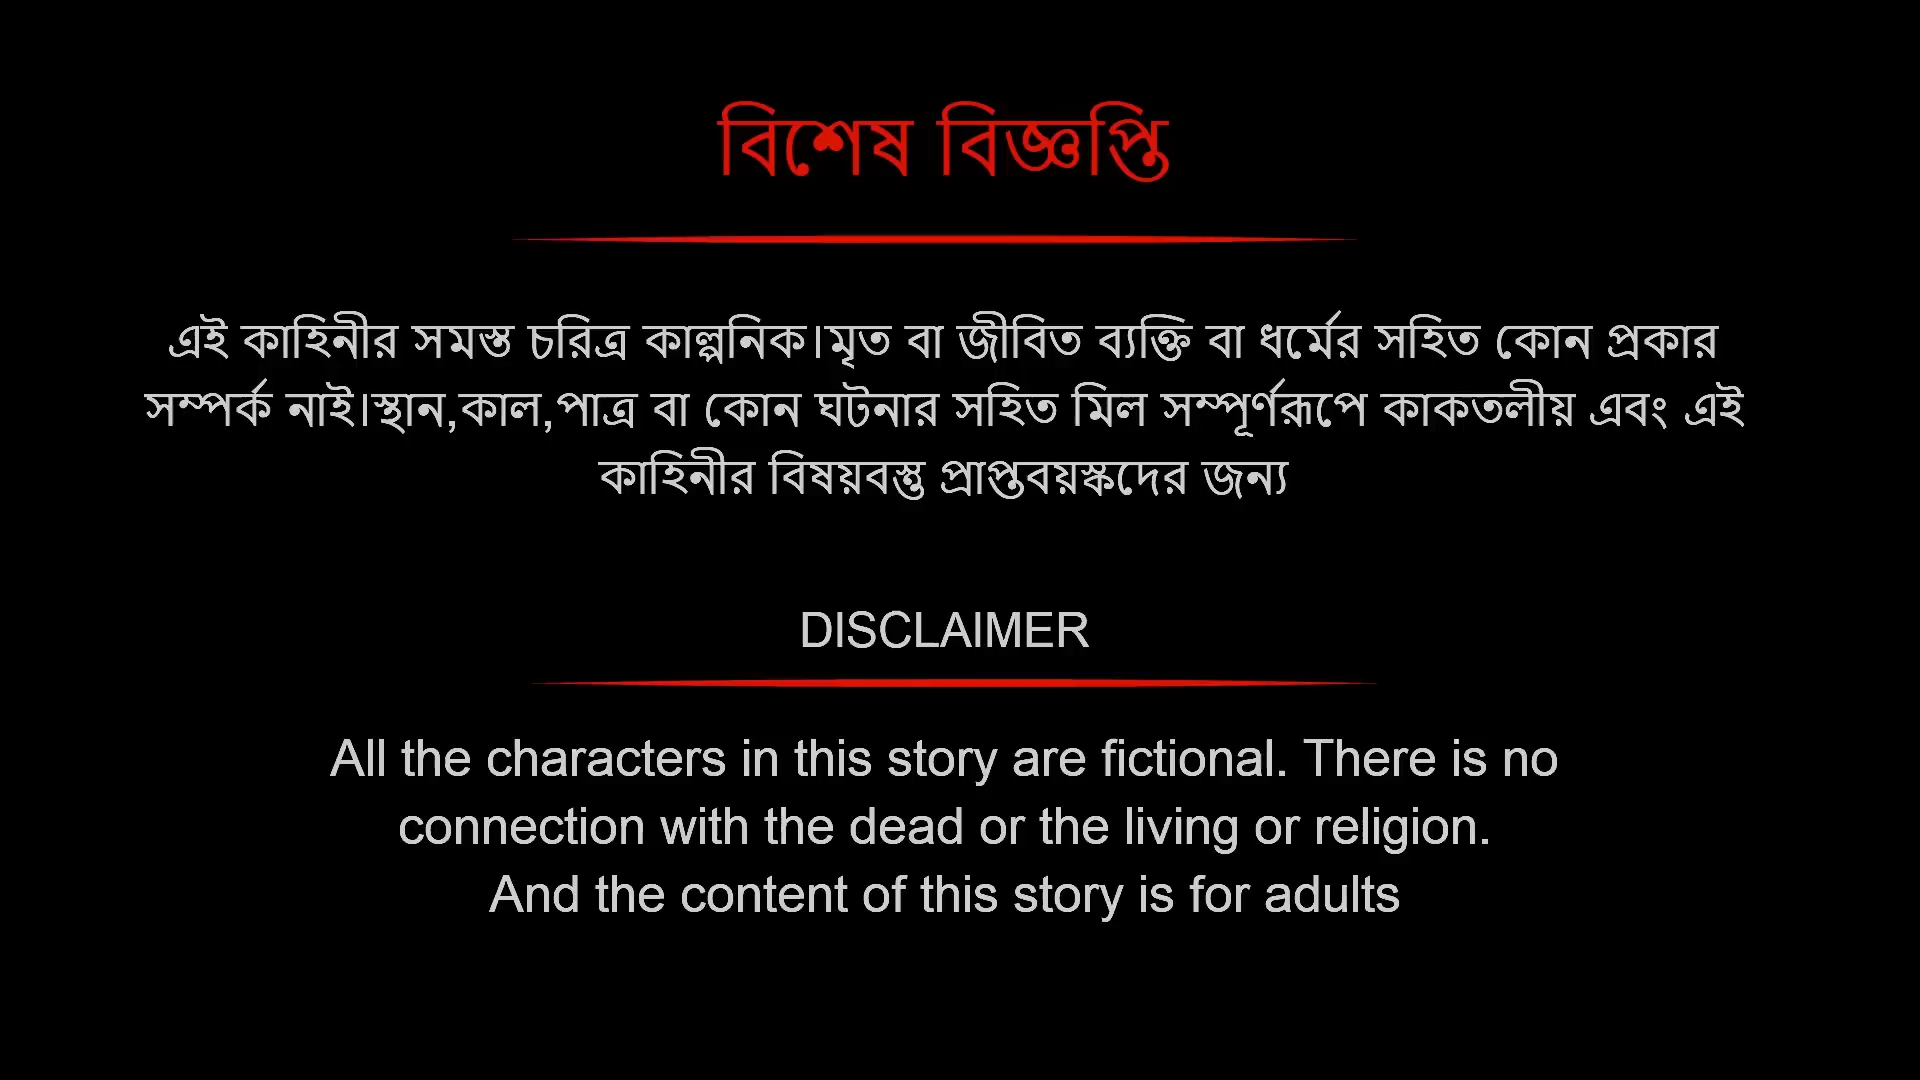 বিশেষ বিজ্ঞপ্তি
এই কাহিনীর সমস্ত চরিত্র কাল্পনিক।মৃত বা জীবিত ব্যক্তি বা ধর্মের সহিত কোন প্রকার
সম্পর্ক নাই।স্থান,কাল,পাত্র বা কোন ঘটনার সহিত মিল সম্পূর্ণরূপে কাকতলীয় এবং এই
কাহিনীর বিষয়বস্তু প্রাপ্তবয়স্কদের জন্য
DISCLAIMER
All the characters in this story are fictional. There is no
connection with the dead or the living or religion.
And the content of this story is for adults